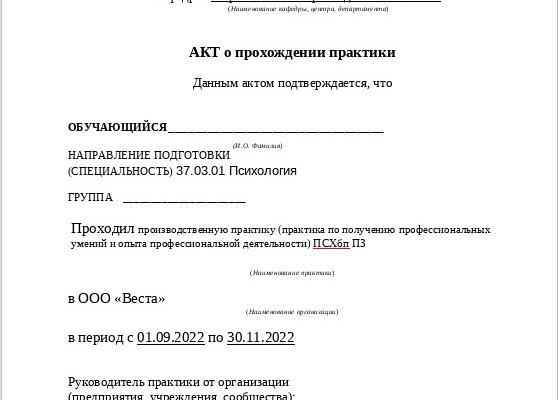 (Наименование кафедры, центра, департамента)
АКТ о прохождении практики
Данным актом подтверждается, что
ОБУЧАЮЩИЙСЯ________________________________
(И.О. Фамилия)
НАПРАВЛЕНИЕ ПОДГОТОВКИ
(СПЕЦИАЛЬНОСТЬ) 37.03.01 Психология
ГРУППА ____________________
Проходил производственную практику (практика по получению профессиональных
умений и опыта профессиональной деятельности) ПСХбп ПЗ
(Наименование практики)
в ООО «Веста»
(Наименование организации)
в период с 01.09.2022 по 30.11.2022
Руководитель практики от организации
(предприятия, учреждения, сообщества):